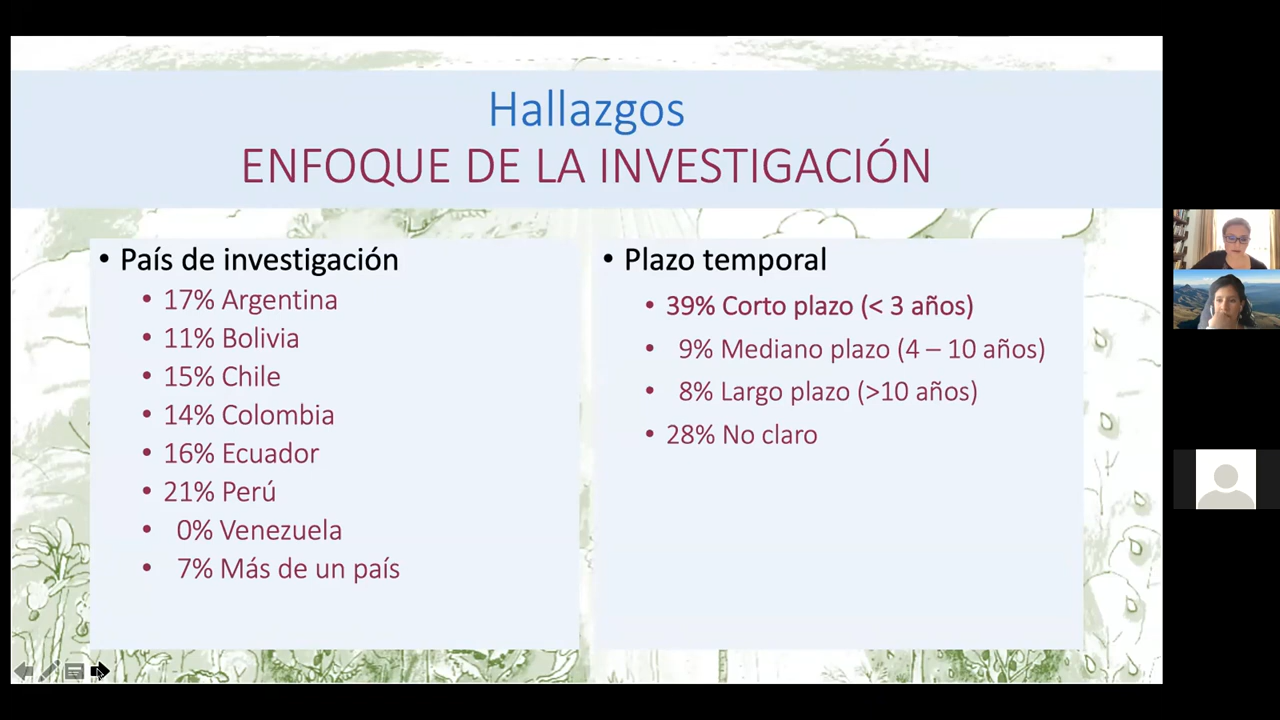 Hallazgos
ENFOQUE DE LA INVESTIGACIÓN
• País de investigación
• 17% Argentina
• 11% Bolivia
• 15% Chile
• 14% Colombia
• 16% Ecuador
• 21% Perú
• 0% Venezuela
• 7% Más de un país
• Plazo temporal
• 39% Corto plazo (< 3 años)
• 9% Mediano plazo (4 – 10 años)
• 8% Largo plazo (>10 años)
• 28% No claro